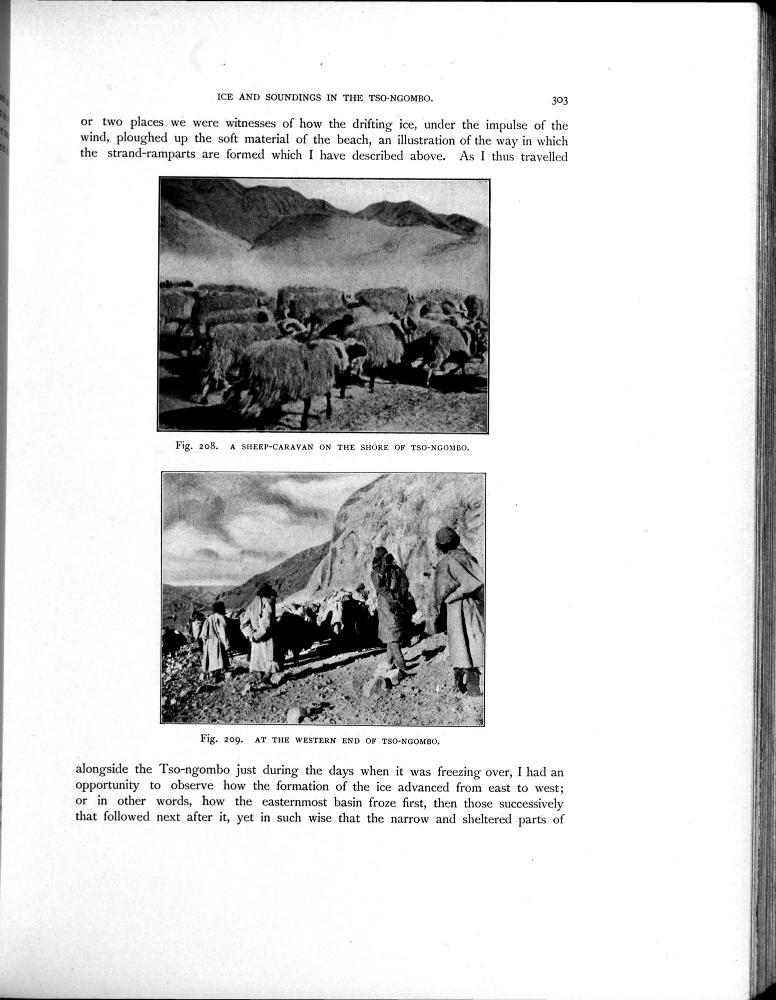 ICE AND SOUNDINGS IN THE TSO-NGOMBO. 303
or two places we were witnesses of how the drifting ice, under the impulse of the
wind, ploughed up the soft material of the beach, an illustration of the way in which
the strand-ramparts are formed which I have described above. As I thus travelled
Fig. 208. A SHEEP-CARAVAN ON THE SHORE OF TSO-NGOMBO.
Fig. 209. AT THE WESTERN END OF TSO-NGOMBO.
alongside the Tso-ngombo just during the days when it was freezing over, I had an
opportunity to observe how the formation of the ice advanced from east to west;
or in other words, how the easternmost basin froze first, then those successively
that followed next after it, yet in such wise that the narrow and sheltered parts of